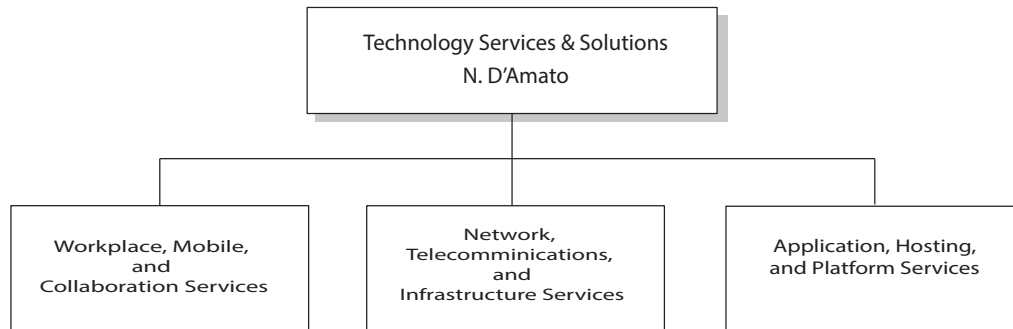 Technology Services & Solutions
N. D’Amato
Workplace, Mobile,
and
Collaboration Services
Network,
Telecomminications,
and
Infrastructure Services
Application, Hosting,
and Platform Services